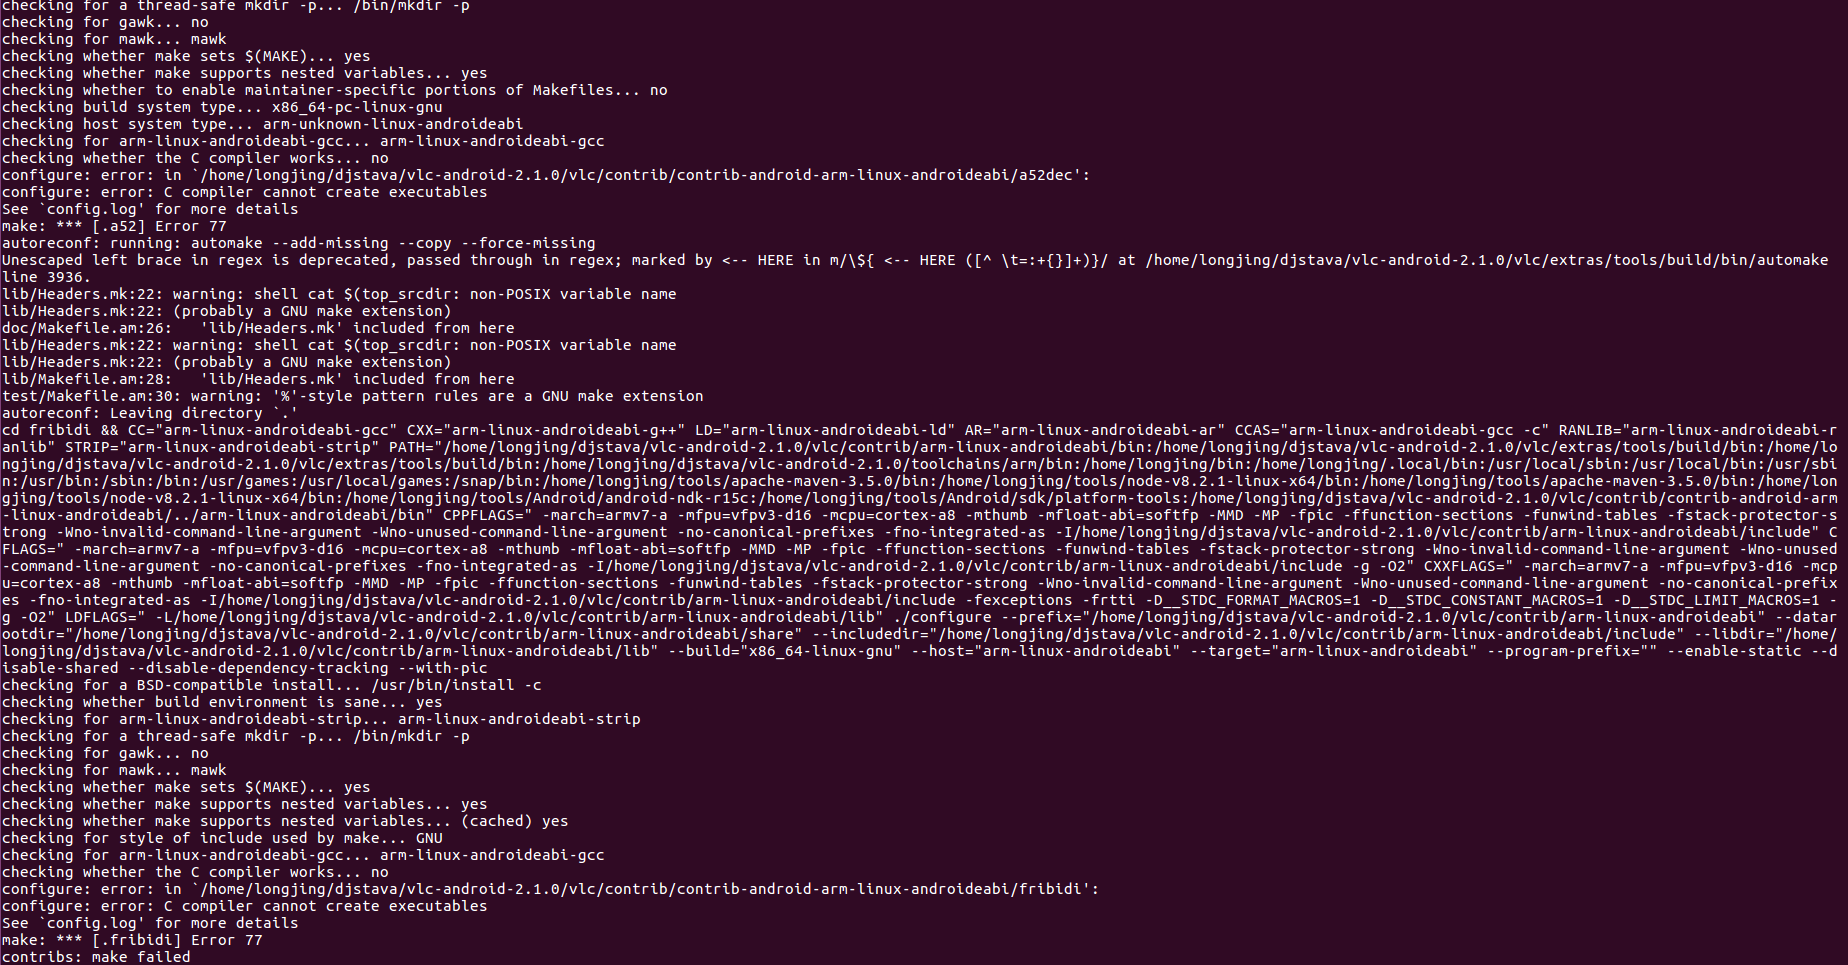 checking for a thread-safe mkdir -p... /bin/mkdir -p
checking for gawk... no
checking for mawk... mawk
checking whether make sets $(MAKE)... yes
checking whether make supports nested variables... yes
checking whether to enable maintainer-specific portions of Makefiles... no
checking build system type... x86_64-pc-linux-gnu
checking host system type... arm-unknown-linux-androideabi
checking for arm-linux-androideabi-gcc... arm-linux-androideabi-gcc
checking whether the C compiler works... no
configure: error: in `/home/longjing/djstava/vlc-android-2.1.0/vlc/contrib/contrib-android-arm-linux-androideabi/a52dec':
configure: error: C compiler cannot create executables
See `config.log' for more details
make: *** [.a52] Error 77
autoreconf: running: automake --add-missing --copy --force-missing
Unescaped left brace in regex is deprecated, passed through in regex; marked by <-- HERE in m/\${ <-- HERE ([^ \t=:+{}]+)}/ at /home/longjing/djstava/vlc-android-2.1.0/vlc/extras/tools/build/bin/automake
line 3936.
lib/Headers.mk:22: warning: shell cat $(top_srcdir: non-POSIX variable name
lib/Headers.mk:22: (probably a GNU make extension)
doc/Makefile.am:26:   'lib/Headers.mk' included from here
lib/Headers.mk:22: warning: shell cat $(top_srcdir: non-POSIX variable name
lib/Headers.mk:22: (probably a GNU make extension)
lib/Makefile.am:28:   'lib/Headers.mk' included from here
test/Makefile.am:30: warning: '%'-style pattern rules are a GNU make extension
autoreconf: Leaving directory `.'
cd fribidi && CC="arm-linux-androideabi-gcc" CXX="arm-linux-androideabi-g++" LD="arm-linux-androideabi-ld" AR="arm-linux-androideabi-ar" CCAS="arm-linux-androideabi-gcc -c" RANLIB="arm-linux-androideabi-r
anlib" STRIP="arm-linux-androideabi-strip" PATH="/home/longjing/djstava/vlc-android-2.1.0/vlc/contrib/arm-linux-androideabi/bin:/home/longjing/djstava/vlc-android-2.1.0/vlc/extras/tools/build/bin:/home/lo
ngjing/djstava/vlc-android-2.1.0/vlc/extras/tools/build/bin:/home/longjing/djstava/vlc-android-2.1.0/toolchains/arm/bin:/home/longjing/bin:/home/longjing/.local/bin:/usr/local/sbin:/usr/local/bin:/usr/sbi
n:/usr/bin:/sbin:/bin:/usr/games:/usr/local/games:/snap/bin:/home/longjing/tools/apache-maven-3.5.0/bin:/home/longjing/tools/node-v8.2.1-linux-x64/bin:/home/longjing/tools/apache-maven-3.5.0/bin:/home/lon
gjing/tools/node-v8.2.1-linux-x64/bin:/home/longjing/tools/Android/android-ndk-r15c:/home/longjing/tools/Android/sdk/platform-tools:/home/longjing/djstava/vlc-android-2.1.0/vlc/contrib/contrib-android-arm
-linux-androideabi/../arm-linux-androideabi/bin" CPPFLAGS=" -march=armv7-a -mfpu=vfpv3-d16 -mcpu=cortex-a8 -mthumb -mfloat-abi=softfp -MMD -MP -fpic -ffunction-sections -funwind-tables -fstack-protector-s
trong -Wno-invalid-command-line-argument -Wno-unused-command-line-argument -no-canonical-prefixes -fno-integrated-as -I/home/longjing/djstava/vlc-android-2.1.0/vlc/contrib/arm-linux-androideabi/include" C
FLAGS=" -march=armv7-a -mfpu=vfpv3-d16 -mcpu=cortex-a8 -mthumb -mfloat-abi=softfp -MMD -MP -fpic -ffunction-sections -funwind-tables -fstack-protector-strong -Wno-invalid-command-line-argument -Wno-unused
-command-line-argument -no-canonical-prefixes -fno-integrated-as -I/home/longjing/djstava/vlc-android-2.1.0/vlc/contrib/arm-linux-androideabi/include -g -O2" CXXFLAGS=" -march=armv7-a -mfpu=vfpv3-d16 -mcp
u=cortex-a8 -mthumb -mfloat-abi=softfp -MMD -MP -fpic -ffunction-sections -funwind-tables -fstack-protector-strong -Wno-invalid-command-line-argument -Wno-unused-command-line-argument -no-canonical-prefix
es -fno-integrated-as -I/home/longjing/djstava/vlc-android-2.1.0/vlc/contrib/arm-linux-androideabi/include -fexceptions -frtti -D__STDC_FORMAT_MACROS=1 -D__STDC_CONSTANT_MACROS=1 -D__STDC_LIMIT_MACROS=1 -
g -O2" LDFLAGS=" -L/home/longjing/djstava/vlc-android-2.1.0/vlc/contrib/arm-linux-androideabi/lib" ./configure --prefix="/home/longjing/djstava/vlc-android-2.1.0/vlc/contrib/arm-linux-androideabi" --datar
ootdir="/home/longjing/djstava/vlc-android-2.1.0/vlc/contrib/arm-linux-androideabi/share" --includedir="/home/longjing/djstava/vlc-android-2.1.0/vlc/contrib/arm-linux-androideabi/include" --libdir="/home/
longjing/djstava/vlc-android-2.1.0/vlc/contrib/arm-linux-androideabi/lib" --build="x86_64-linux-gnu" --host="arm-linux-androideabi" --target="arm-linux-androideabi" --program-prefix="" --enable-static --d
isable-shared --disable-dependency-tracking --with-pic
checking for a BSD-compatible install... /usr/bin/install -c
checking whether build environment is sane... yes
checking for arm-linux-androideabi-strip... arm-linux-androideabi-strip
checking for a thread-safe mkdir -p... /bin/mkdir -p
checking for gawk... no
checking for mawk... mawk
checking whether make sets $(MAKE)... yes
checking whether make supports nested variables... yes
checking whether make supports nested variables... (cached) yes
checking for style of include used by make... GNU
checking for arm-linux-androideabi-gcc... arm-linux-androideabi-gcc
checking whether the C compiler works... no
configure: error: in `/home/longjing/djstava/vlc-android-2.1.0/vlc/contrib/contrib-android-arm-linux-androideabi/fribidi':
configure: error: C compiler cannot create executables
See `config.log' for more details
make: *** [.fribidi] Error 77
contribs: make failed